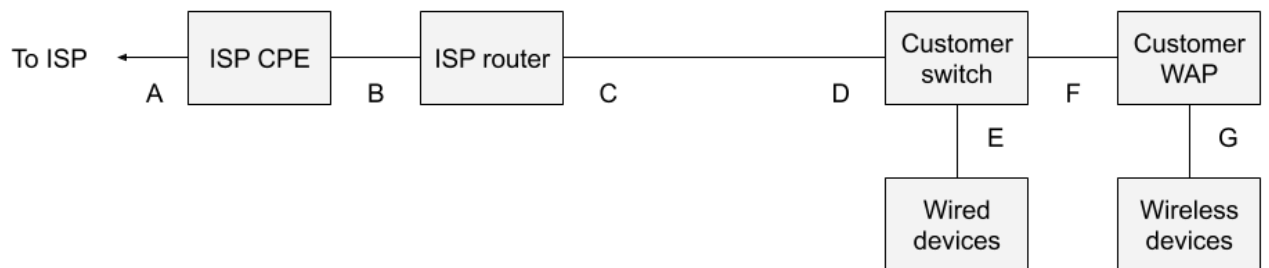 To ISP
ISP CPE
ISP router
Customer
switch
Customer
WAP
A
B
C
D
F
E
G
Wired
devices
Wireless
devices